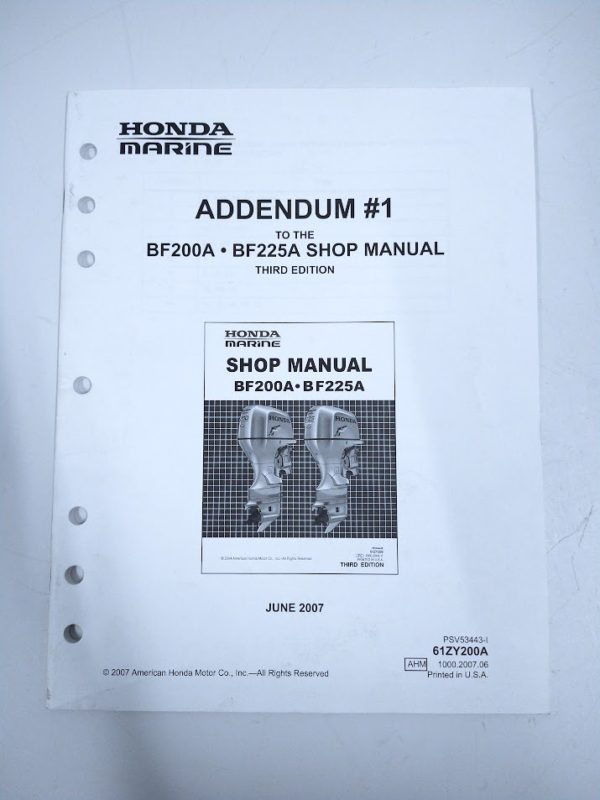 HONDA
MARINE
ADDENDUM #1
TO THE
BF200A • BF225A SHOP MANUAL
THIRD EDITION
HONDA
MARINE
SHOP MANUAL
BF200A•BF225A
HONDA
HONDA
THIRD EDITION
JUNE 2007
PSV53443-I
61ZY200A
© 2007 American Honda Motor Co., Inc.—All Rights Reserved
AHM 1000.2007.06
Printed in U.S.A.